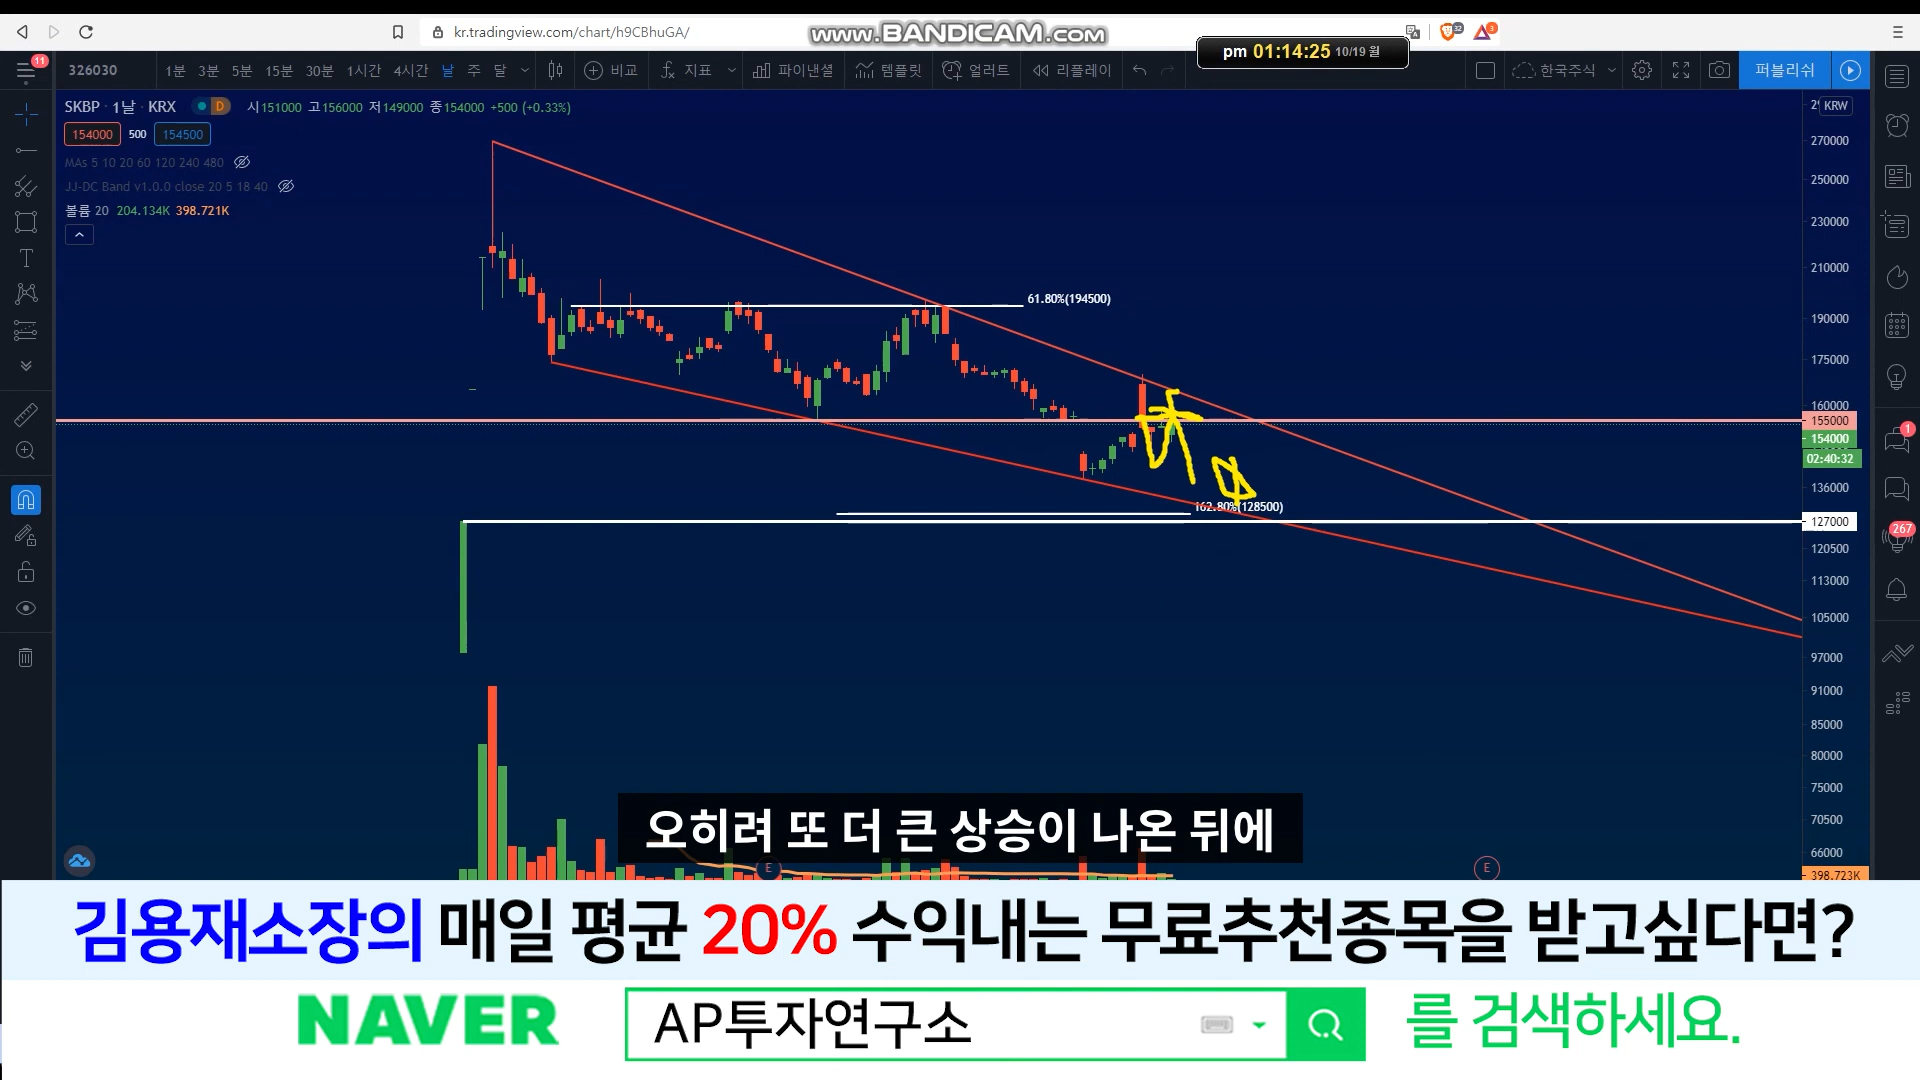 kr.tradingview.com/chart/h9CBhuGA/
www.BANDICAM.com
32
3
pm 01:14:25 10/19 월
11
326030
1분 3분 5분 15분 30분 1시간 4시간 날 주 달
비교
지표
파이낸셜
템플릿
얼러트
리플레이
한국주식
퍼블리쉬
SKBP · 1날 · KRX
D
시151000 고156000 저149000 종154000 +500 (+0.33%)
154000 500 154500
MAs 5 10 20 60 120 240 480
JJ-DC Band v1.0.0 close 20 5 18 40
볼륨 20 204.134K 398.721K
KRW
270000
250000
230000
210000
61.80%(194500)
190000
175000
160000
155000
154000
02:40:32
1
136000
162.80%(128500)
127000
267
120500
113000
105000
97000
91000
85000
80000
75000
70500
66000
오히려 또 더 큰 상승이 나온 뒤에
E
E
398.723K
김용재소장의 매일 평균 20% 수익내는 무료추천종목을 받고싶다면?
NAVER AP투자연구소 를 검색하세요.